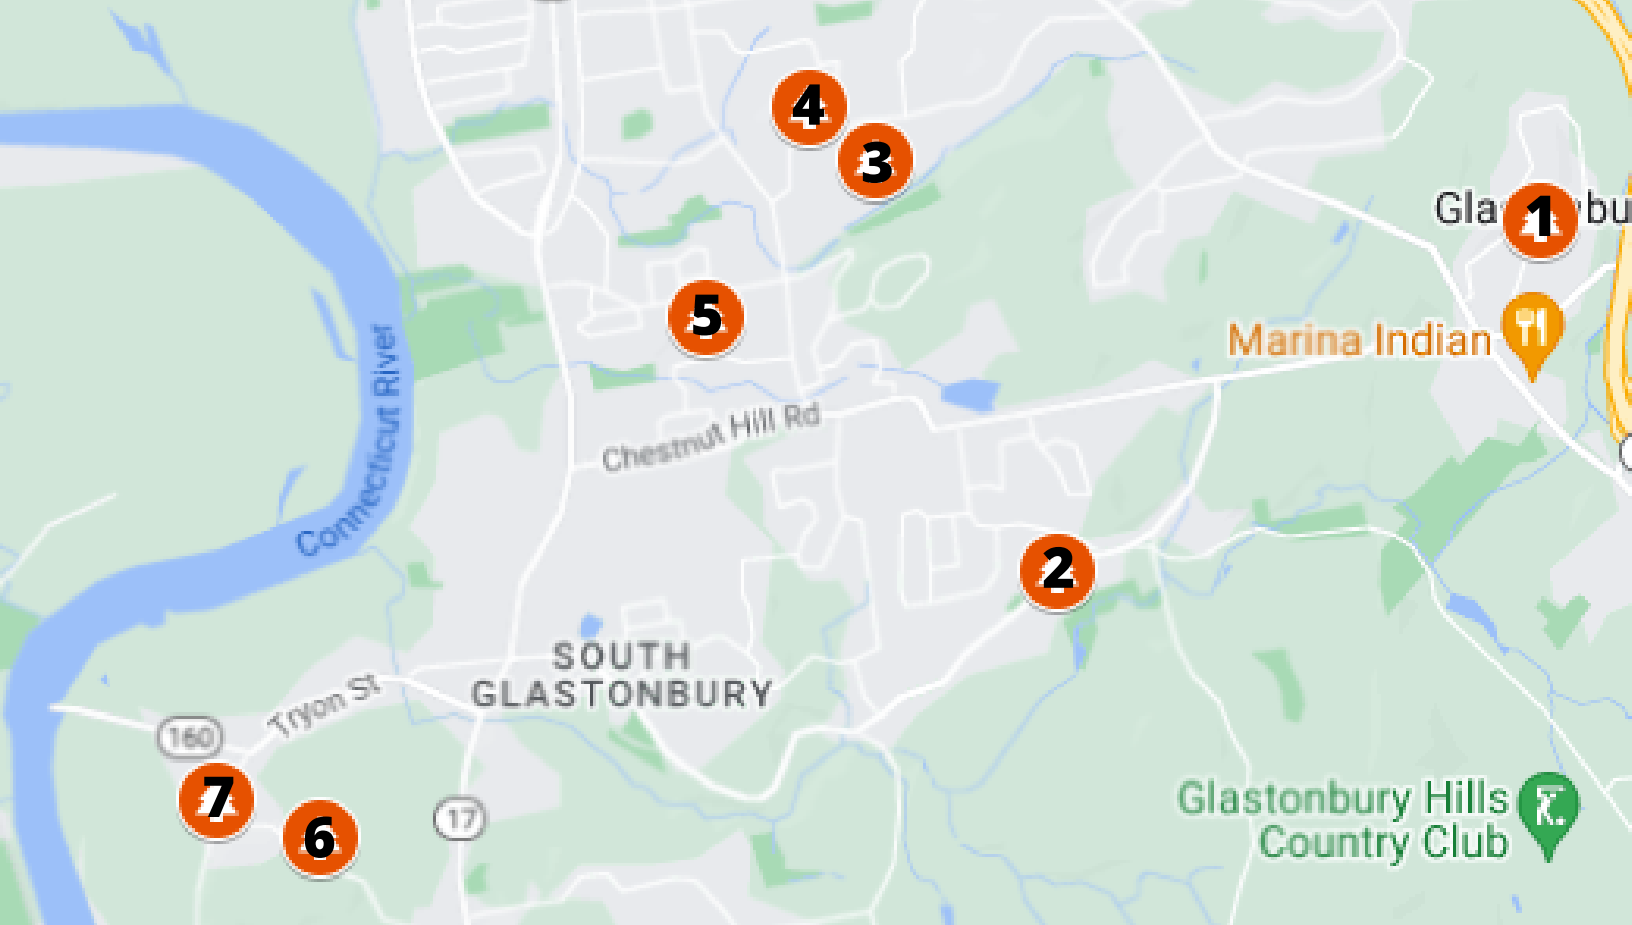 4
3
Gla
1
bu
5
Marina Indian
Connecticut River
Chestnut Hill Rd
2
SOUTH
GLASTONBURY
Tryon St
160
7
6
17
Glastonbury Hills
Country Club